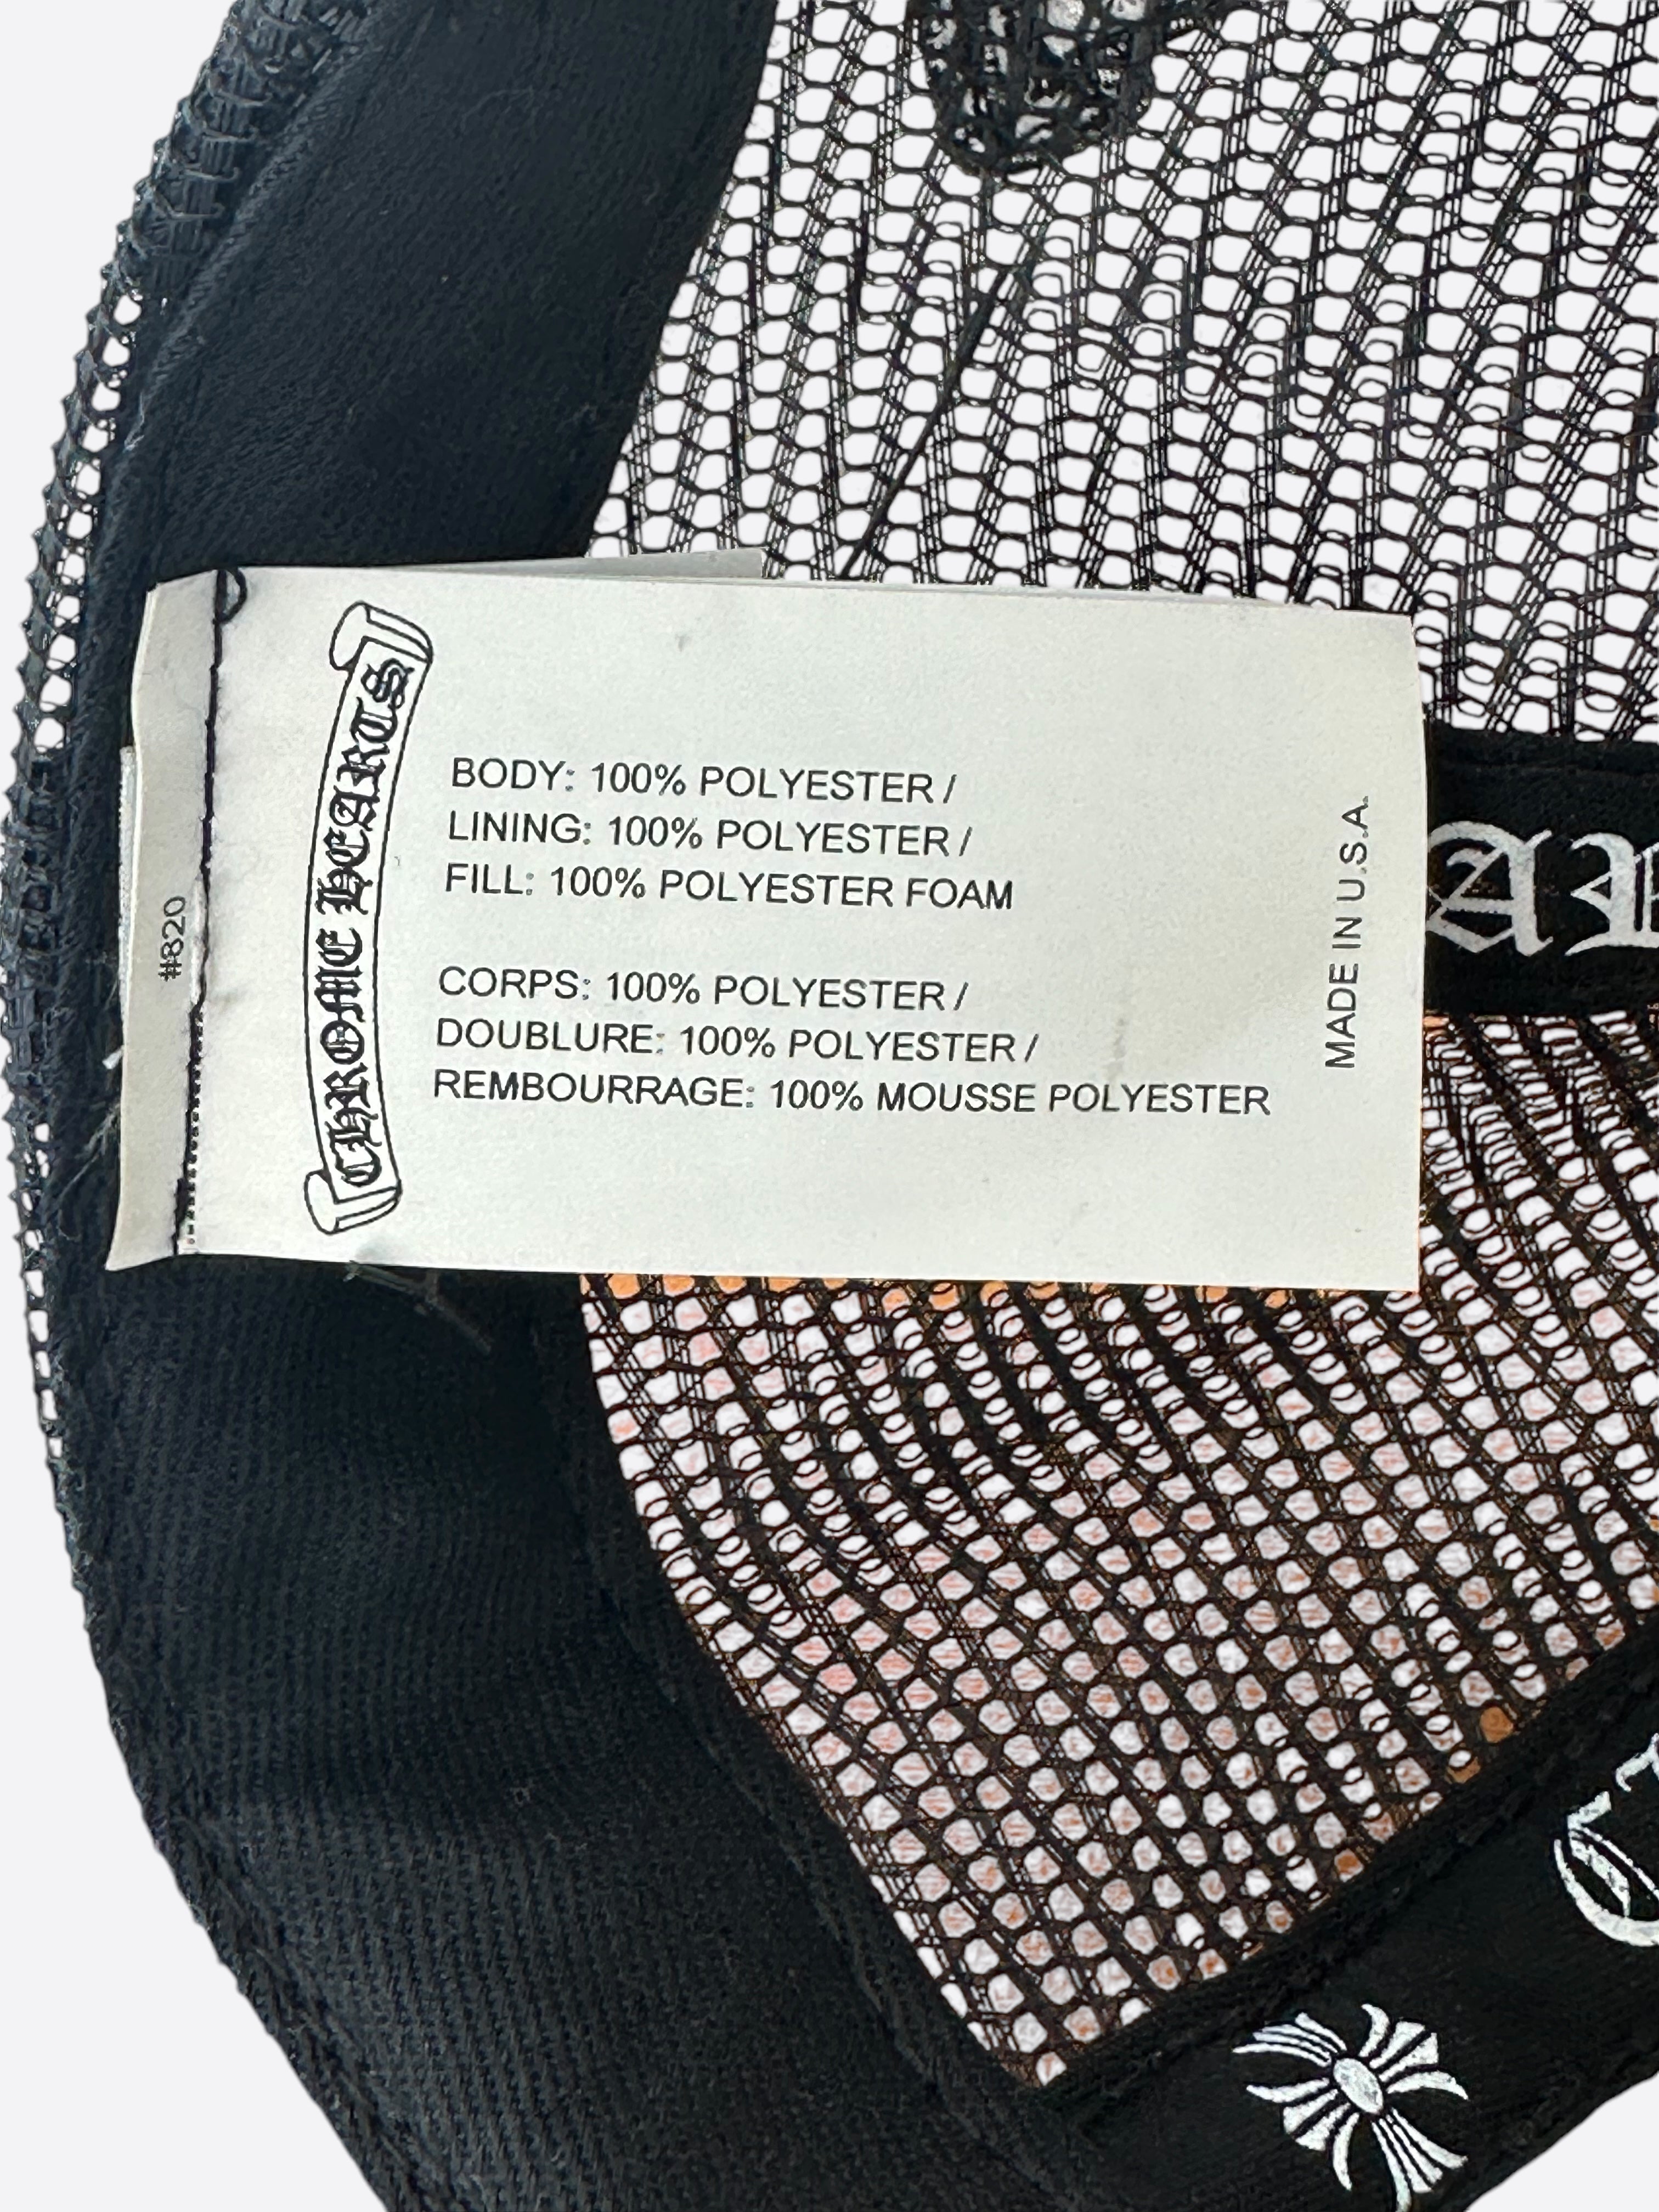 #820
CHROME HEARTS
BODY: 100% POLYESTER /
LINING: 100% POLYESTER /
FILL: 100% POLYESTER FOAM
CORPS: 100% POLYESTER /
DOUBLURE: 100% POLYESTER /
REMBOURRAGE: 100% MOUSSE POLYESTER
MADE IN U.S.A.